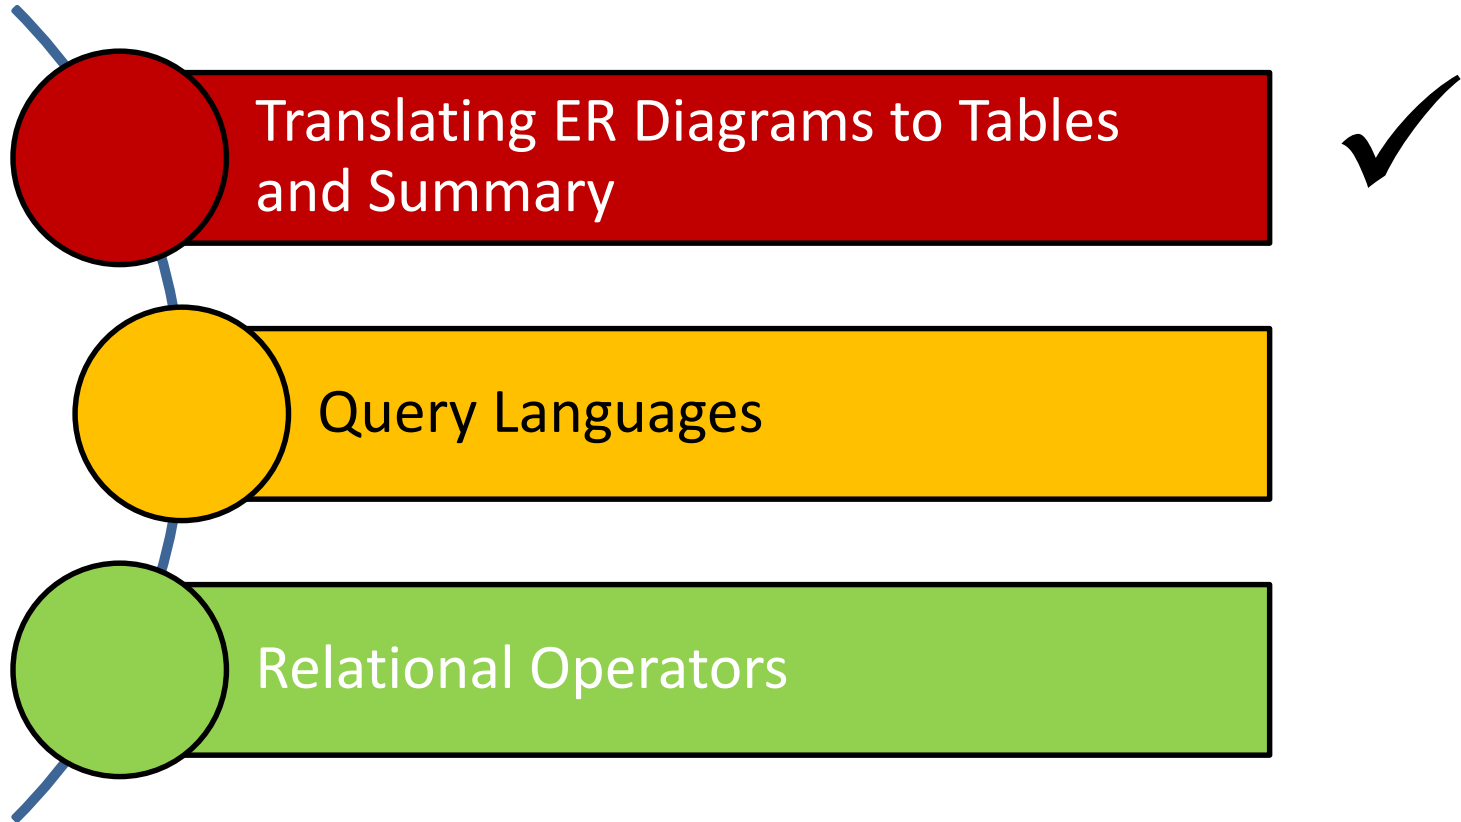 Translating ER Diagrams to Tables
and Summary
Query Languages
Relational Operators